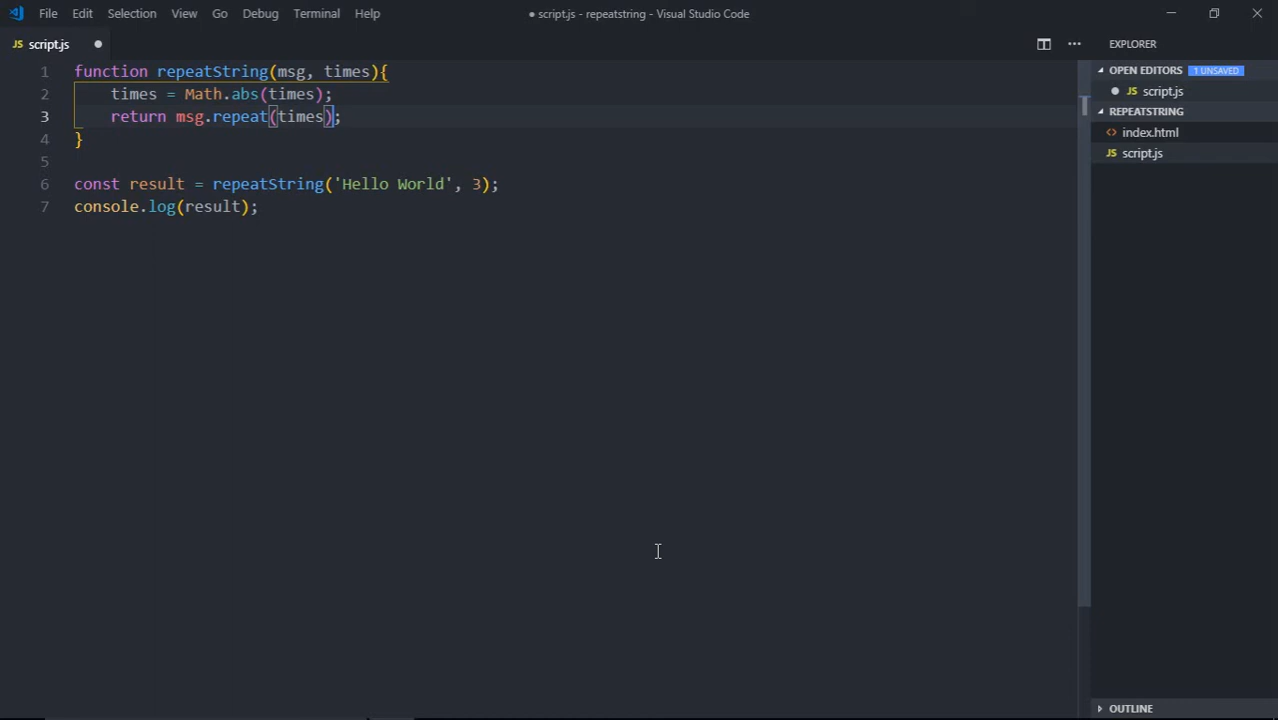 File Edit Selection View Go Debug Terminal Help
● script.js - repeatstring - Visual Studio Code
JS script.js ●
EXPLORER
OPEN EDITORS 1 UNSAVED
● JS script.js
REPEATSTRING
<> index.html
JS script.js
OUTLINE
1 function repeatString(msg, times){
2     times = Math.abs(times);
3     return msg.repeat(times);
4 }
5
6 const result = repeatString('Hello World', 3);
7 console.log(result);